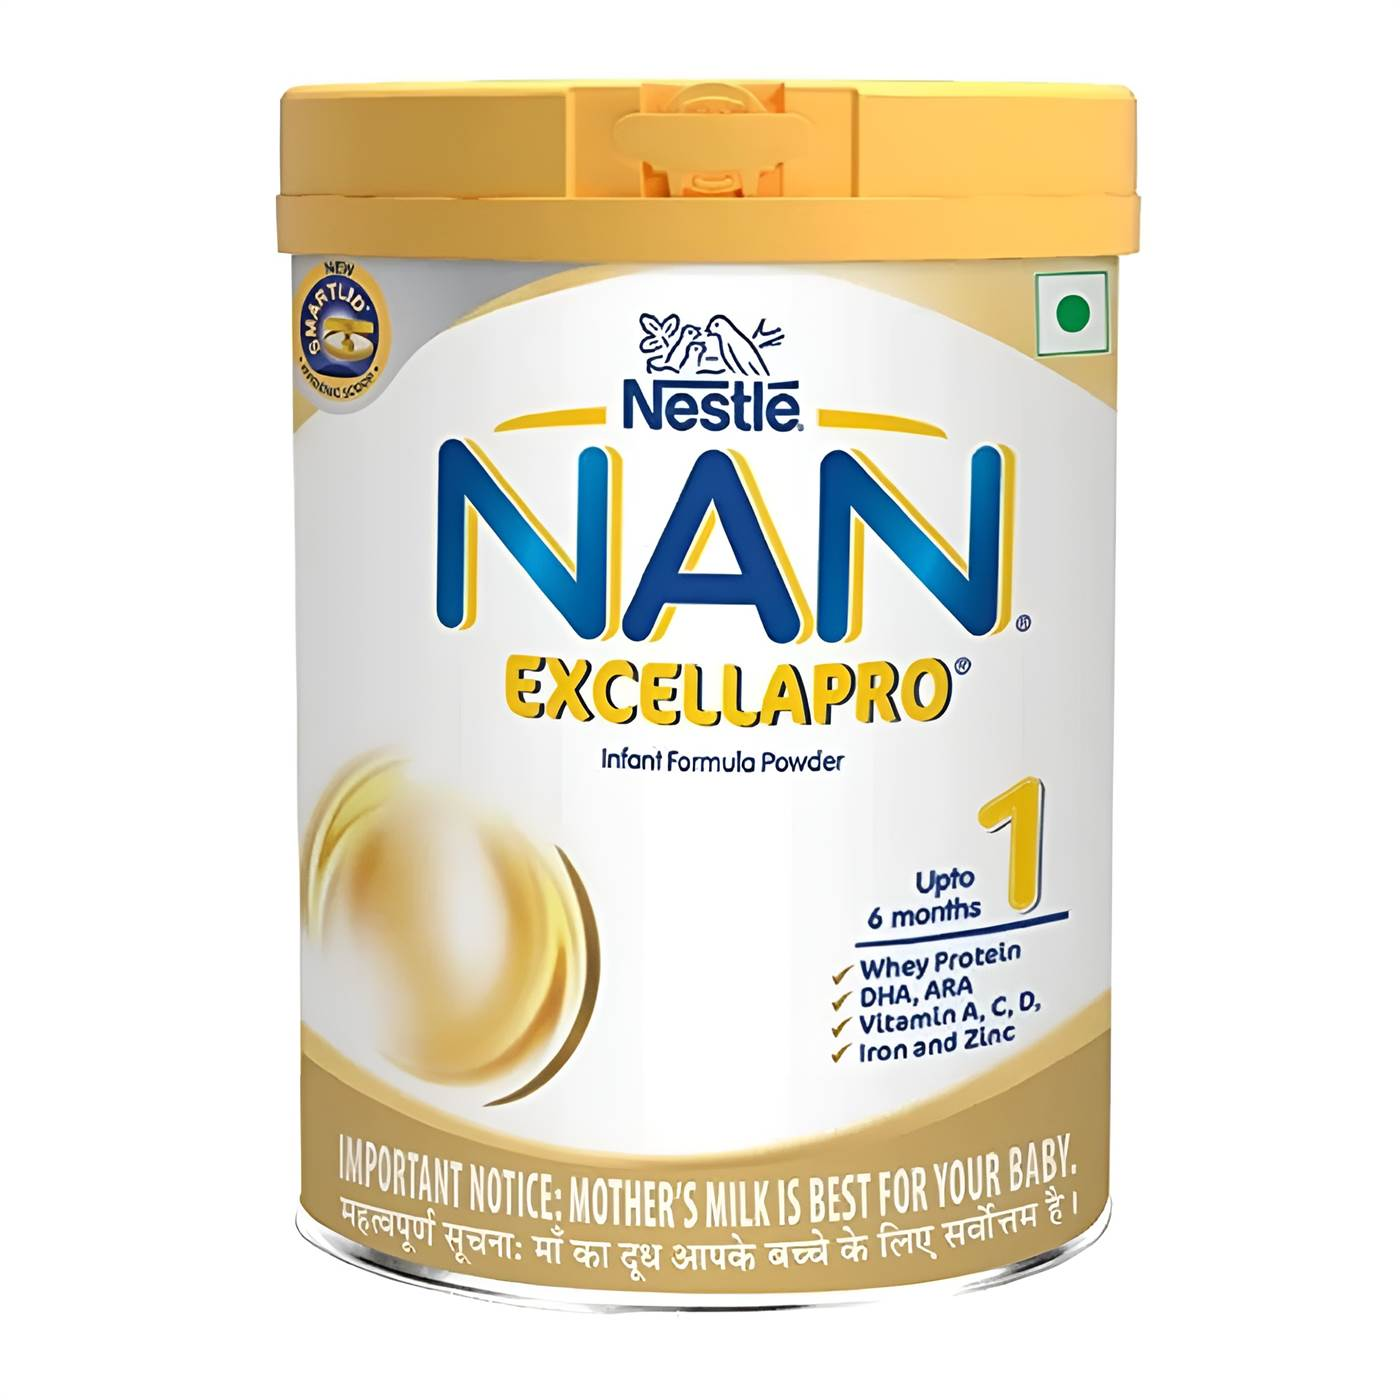 NEW
SMARTLID*
Nestlé
NAN®
EXCELLAPRO®
Infant Formula Powder
1
Upto
6 months
Whey Protein
DHA, ARA
Vitamin A, C, D,
Iron and Zinc
IMPORTANT NOTICE: MOTHER'S MILK IS BEST FOR YOUR BABY.
महत्वपूर्ण सूचना: माँ का दूध आपके बच्चे के लिए सर्वोत्तम है।